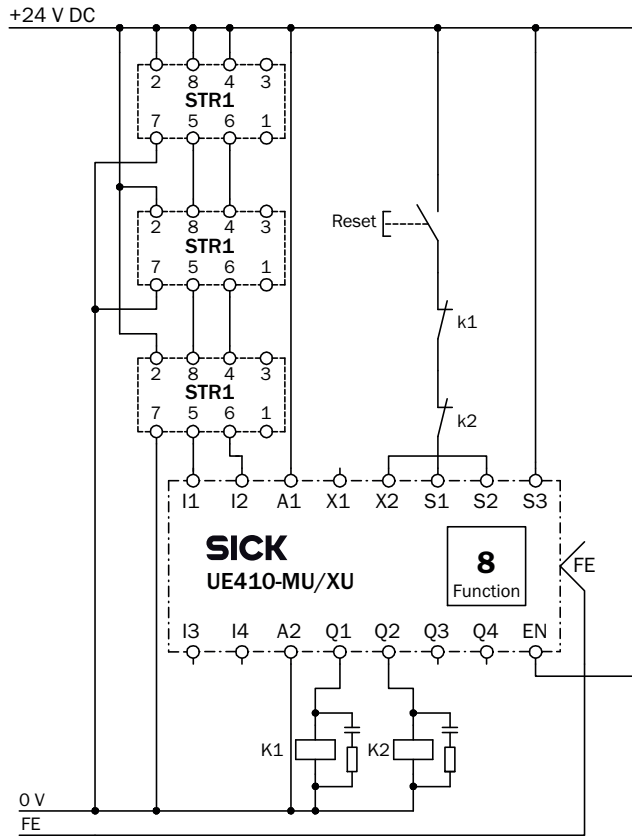 +24 V DC
2 8 4 3
STR1
7 5 6 1
2 8 4 3
STR1
7 5 6 1
2 8 4 3
STR1
7 5 6 1
Reset
k1
k2
I1 I2 A1 X1 X2 S1 S2 S3
SICK
UE410-MU/XU
8
Function
FE
I3 I4 A2 Q1 Q2 Q3 Q4 EN
K1 K2
0 V
FE